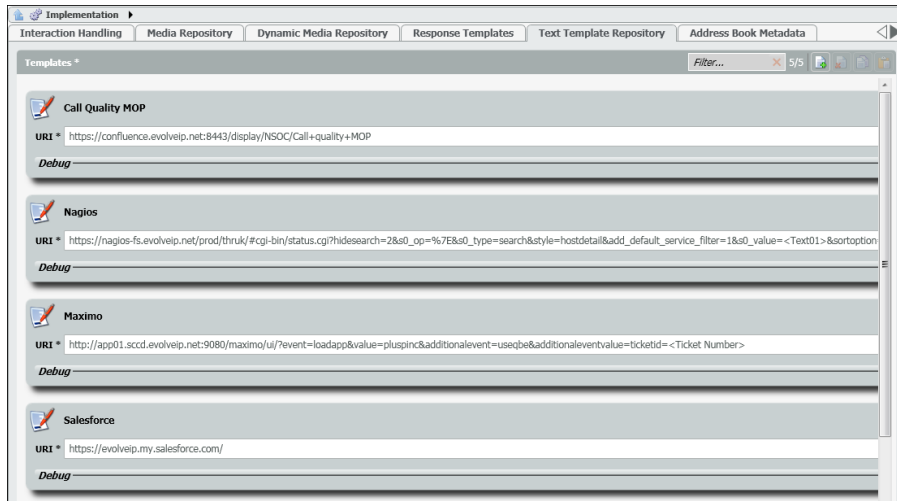 Implementation
Interaction Handling Media Repository Dynamic Media Repository Response Templates Text Template Repository Address Book Metadata
Templates * Filter... 5/5
Call Quality MOP
URI * https://confluence.evolveip.net:8443/display/NSOC/Call+quality+MOP
Debug
Nagios
URI * https://nagios-fs.evolveip.net/prod/thruk/#cgi-bin/status.cgi?hidesearch=2&s0_op=%7E&s0_type=search&style=hostdetail&add_default_service_filter=1&s0_value=<Text01>&sortoption=
Debug
Maximo
URI * http://app01.sccd.evolveip.net:9080/maximo/ui/?event=loadapp&value=pluspinc&additionalevent=useqbe&additionaleventvalue=ticketid=<Ticket Number>
Debug
Salesforce
URI * https://evolveip.my.salesforce.com/
Debug